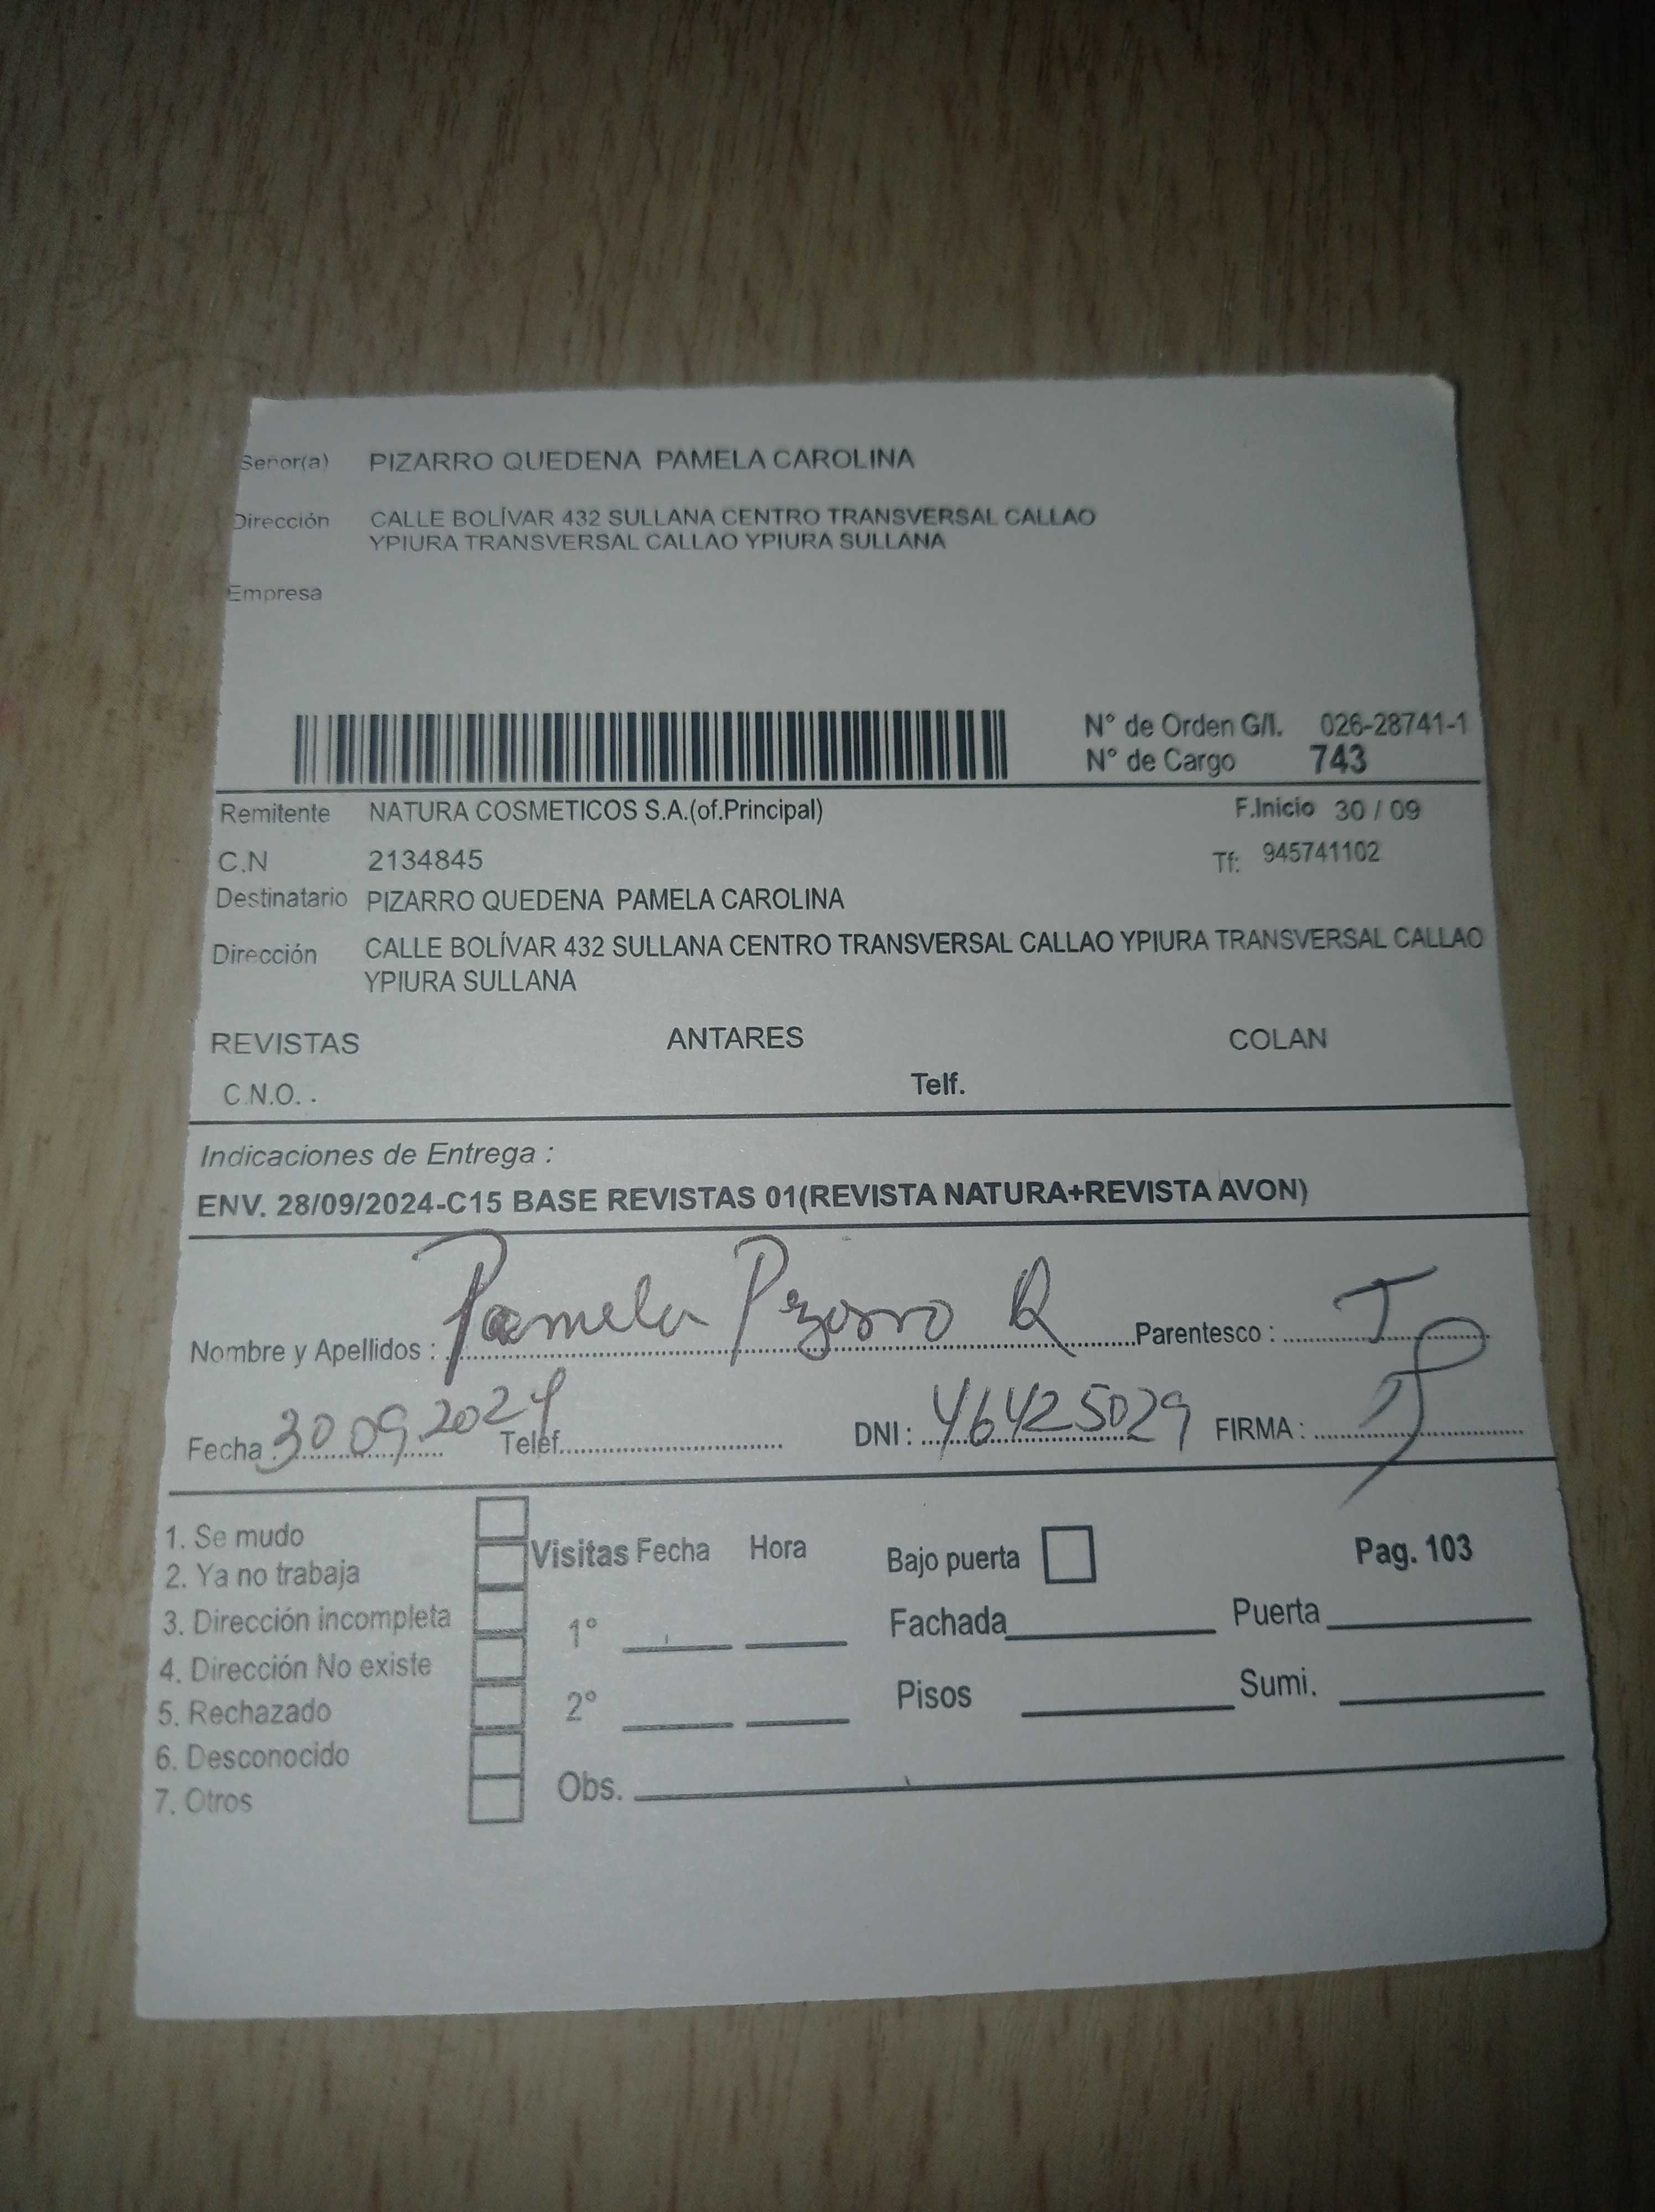 Señor(a) PIZARRO QUEDENA PAMELA CAROLINA
Dirección CALLE BOLÍVAR 432 SULLANA CENTRO TRANSVERSAL CALLAO
YPIURA TRANSVERSAL CALLAO YPIURA SULLANA
Empresa
N° de Orden G/I. 026-28741-1
N° de Cargo 743
Remitente NATURA COSMETICOS S.A.(of.Principal) F.Inicio 30 / 09
C.N 2134845 Tf: 945741102
Destinatario PIZARRO QUEDENA PAMELA CAROLINA
Dirección CALLE BOLÍVAR 432 SULLANA CENTRO TRANSVERSAL CALLAO YPIURA TRANSVERSAL CALLAO
YPIURA SULLANA
REVISTAS ANTARES COLAN
C.N.O. . Telf.
Indicaciones de Entrega :
ENV. 28/09/2024-C15 BASE REVISTAS 01(REVISTA NATURA+REVISTA AVON)
Nombre y Apellidos : Pamela Pizarro Q Parentesco : T
Fecha : 30 09.2024 Teléf. DNI : 46425029 FIRMA :
1. Se mudo
2. Ya no trabaja
3. Dirección incompleta
4. Dirección No existe
5. Rechazado
6. Desconocido
7. Otros
Visitas Fecha Hora
1°
2°
Obs.
Bajo puerta Pag. 103
Fachada Puerta
Pisos Sumi.